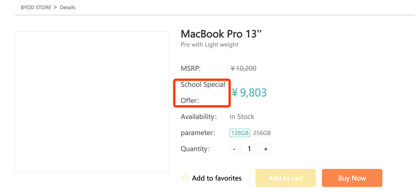 BYOD STORE > Details
MacBook Pro 13''
Pro with Light weight
MSRP: ￥10,200
School Special Offer: ￥9,803
Availability: In Stock
parameter: 128GB 256GB
Quantity: - 1 +
Add to favorites Add to cart Buy Now